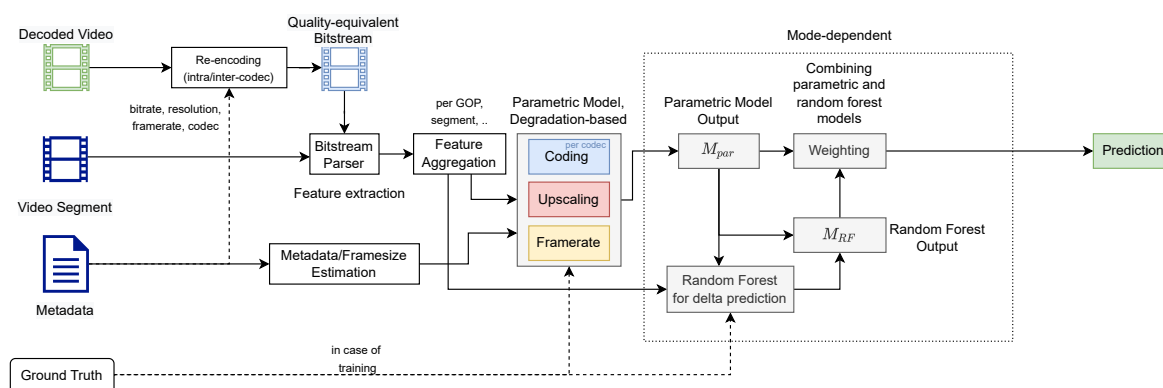 Decoded Video
Re-encoding
(intra/inter-codec)
Quality-equivalent
Bitstream
bitrate, resolution,
framerate, codec
Video Segment
Bitstream
Parser
Feature extraction
per GOP,
segment, ..
Feature
Aggregation
Metadata
Metadata/Framesize
Estimation
Parametric Model,
Degradation-based
per codec
Coding
Upscaling
Framerate
Mode-dependent
Parametric Model
Output
M_par
Combining
parametric and
random forest
models
Weighting
M_RF
Random Forest
Output
Random Forest
for delta prediction
Prediction
Ground Truth
in case of
training